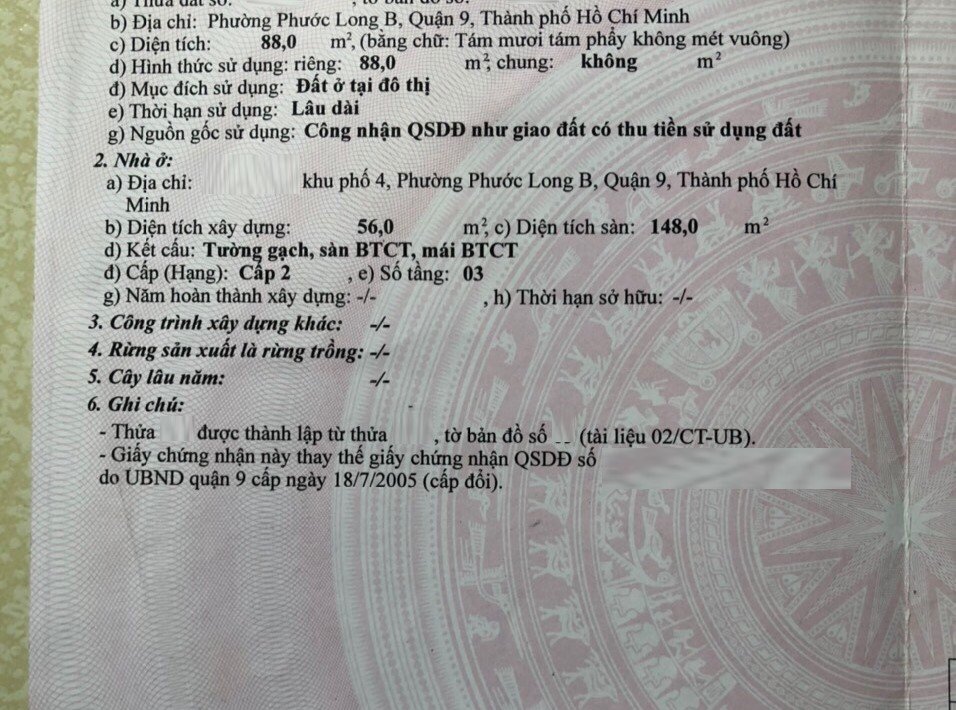 a) Thửa đất số: , tờ bản đồ số:
b) Địa chỉ: Phường Phước Long B, Quận 9, Thành phố Hồ Chí Minh
c) Diện tích: 88,0 m², (bằng chữ: Tám mươi tám phẩy không mét vuông)
d) Hình thức sử dụng: riêng: 88,0 m², chung: không m²
đ) Mục đích sử dụng: Đất ở tại đô thị
e) Thời hạn sử dụng: Lâu dài
g) Nguồn gốc sử dụng: Công nhận QSDĐ như giao đất có thu tiền sử dụng đất
2. Nhà ở:
a) Địa chỉ: khu phố 4, Phường Phước Long B, Quận 9, Thành phố Hồ Chí
Minh
b) Diện tích xây dựng: 56,0 m², c) Diện tích sàn: 148,0 m²
d) Kết cấu: Tường gạch, sàn BTCT, mái BTCT
đ) Cấp (Hạng): Cấp 2 , e) Số tầng: 03
g) Năm hoàn thành xây dựng: -/- , h) Thời hạn sở hữu: -/-
3. Công trình xây dựng khác: -/-
4. Rừng sản xuất là rừng trồng: -/-
5. Cây lâu năm: -/-
6. Ghi chú:
- Thửa được thành lập từ thửa , tờ bản đồ số (tài liệu 02/CT-UB).
- Giấy chứng nhận này thay thế giấy chứng nhận QSDĐ số
do UBND quận 9 cấp ngày 18/7/2005 (cấp đổi).